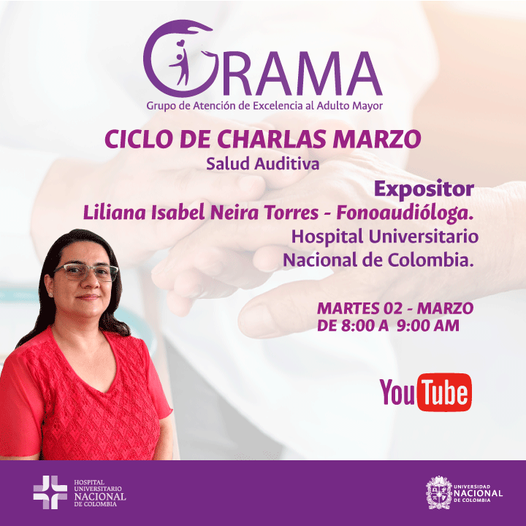 GRAMA
Grupo de Atención de Excelencia al Adulto Mayor
CICLO DE CHARLAS MARZO
Salud Auditiva
Expositor
Liliana Isabel Neira Torres - Fonoaudióloga.
Hospital Universitario
Nacional de Colombia.
MARTES 02 - MARZO
DE 8:00 A 9:00 AM
YouTube
HOSPITAL
UNIVERSITARIO
NACIONAL
DE COLOMBIA
UNIVERSIDAD
NACIONAL
DE COLOMBIA